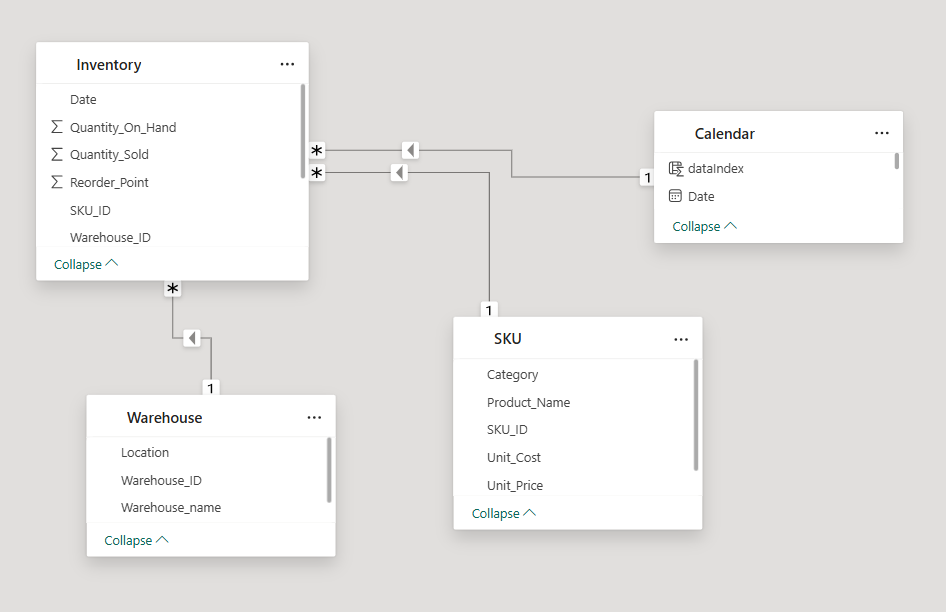 Inventory
...
Date
Σ Quantity_On_Hand
Σ Quantity_Sold
Σ Reorder_Point
SKU_ID
Warehouse_ID
Collapse
*
*
*
1
Calendar
...
dataIndex
Date
Collapse
1
SKU
...
Category
Product_Name
SKU_ID
Unit_Cost
Unit_Price
Collapse
1
Warehouse
...
Location
Warehouse_ID
Warehouse_name
Collapse